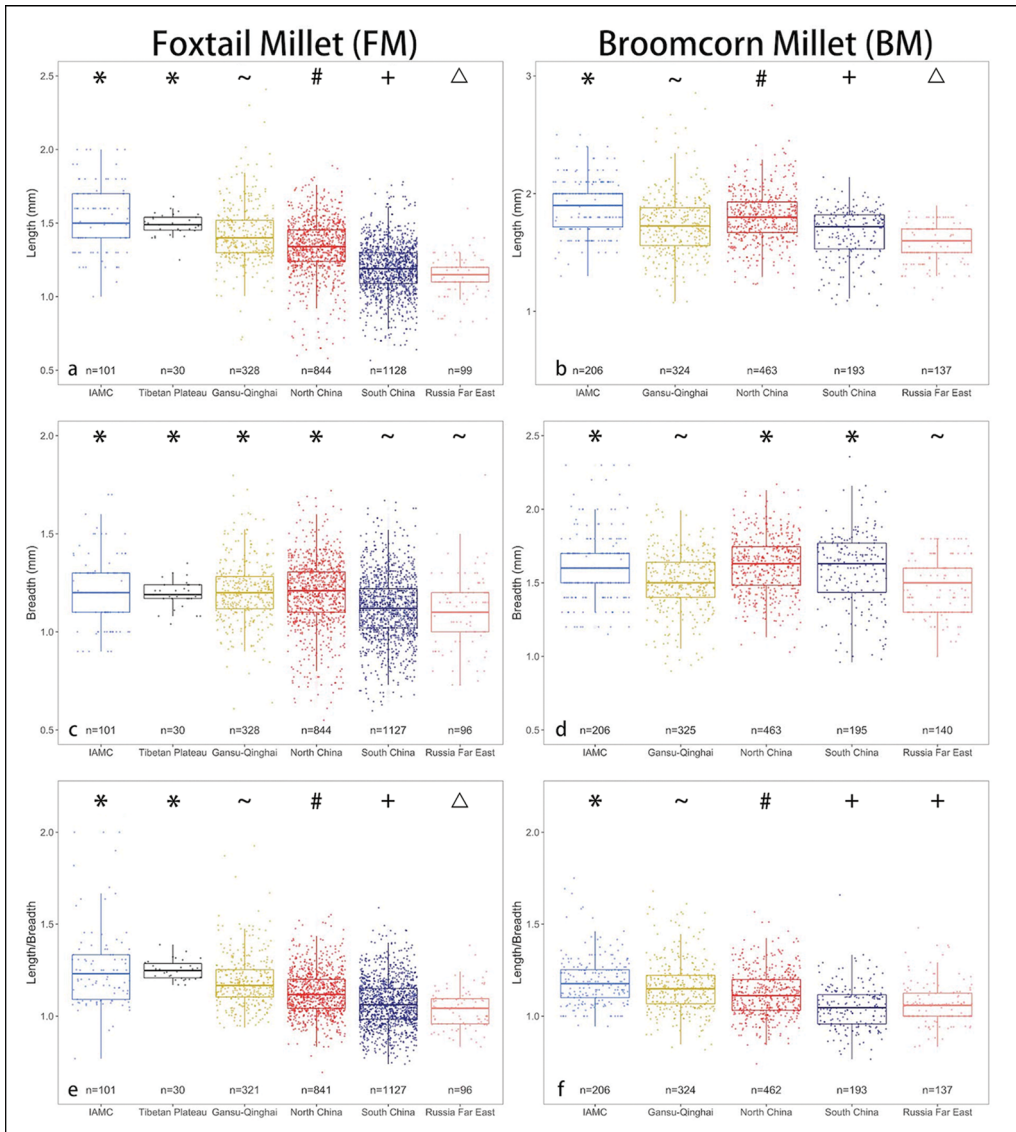 Foxtail Millet (FM)
Broomcorn Millet (BM)
2.5
* * ~ # + △
2.0
1.5
1.0
0.5
Length (mm)
a
n=101 n=30 n=328 n=844 n=1128 n=99
IAMC Tibetan Plateau Gansu-Qinghai North China South China Russia Far East
3
* ~ # + △
2
1
Length (mm)
b
n=206 n=324 n=463 n=193 n=137
IAMC Gansu-Qinghai North China South China Russia Far East
2.0
* * * * ~ ~
1.5
1.0
0.5
Breadth (mm)
c
n=101 n=30 n=328 n=844 n=1127 n=96
IAMC Tibetan Plateau Gansu-Qinghai North China South China Russia Far East
2.5
* ~ * * ~
2.0
1.5
1.0
0.5
Breadth (mm)
d
n=206 n=325 n=463 n=195 n=140
IAMC Gansu-Qinghai North China South China Russia Far East
* * ~ # + △
2.0
1.5
1.0
Length/Breadth
e
n=101 n=30 n=321 n=841 n=1127 n=96
IAMC Tibetan Plateau Gansu-Qinghai North China South China Russia Far East
* ~ # + +
2.0
1.5
1.0
Length/Breadth
f
n=206 n=324 n=462 n=193 n=137
IAMC Gansu-Qinghai North China South China Russia Far East